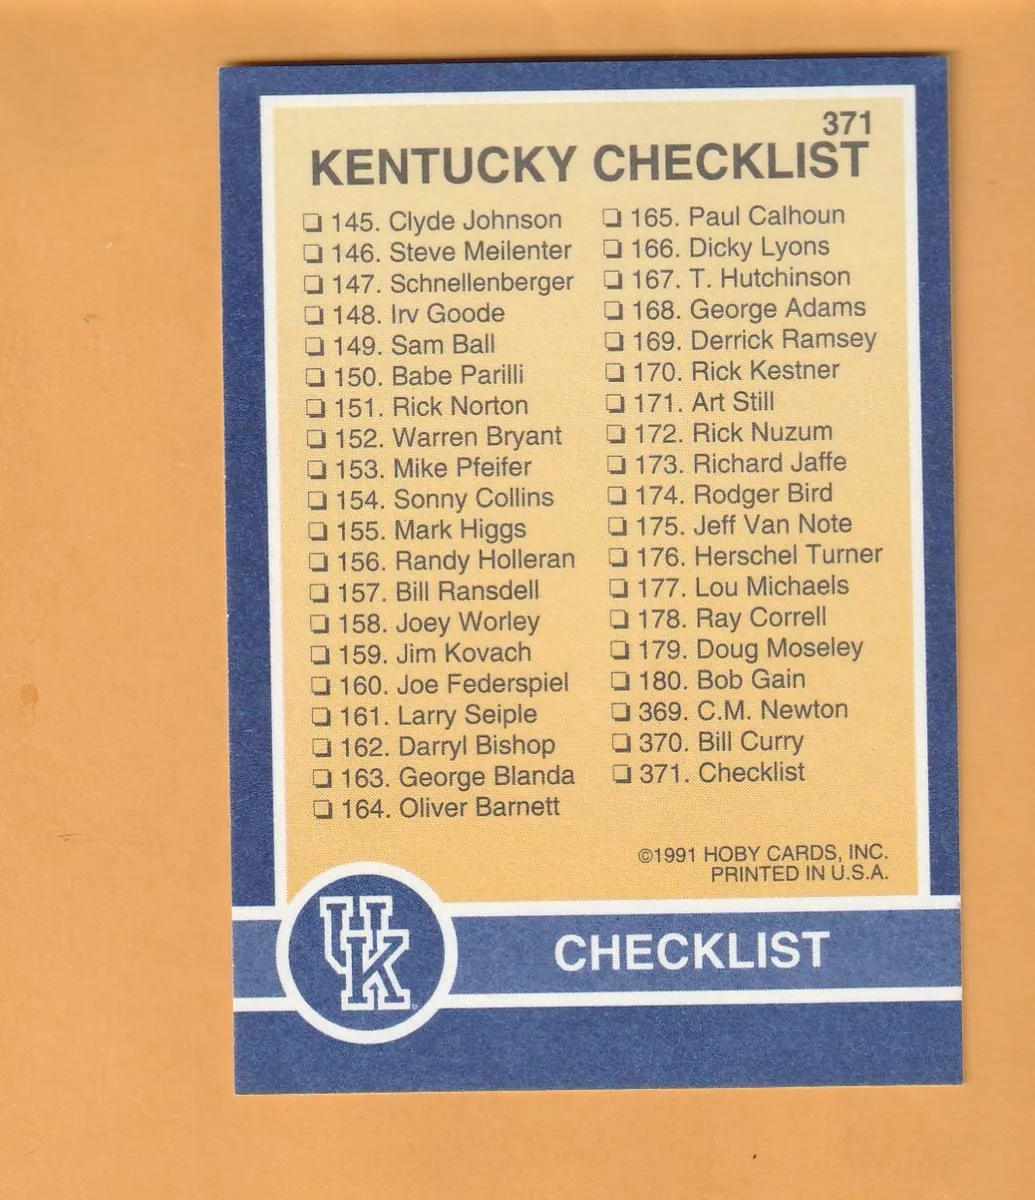 371
KENTUCKY CHECKLIST
❏ 145. Clyde Johnson
❏ 146. Steve Meilenter
❏ 147. Schnellenberger
❏ 148. Irv Goode
❏ 149. Sam Ball
❏ 150. Babe Parilli
❏ 151. Rick Norton
❏ 152. Warren Bryant
❏ 153. Mike Pfeifer
❏ 154. Sonny Collins
❏ 155. Mark Higgs
❏ 156. Randy Holleran
❏ 157. Bill Ransdell
❏ 158. Joey Worley
❏ 159. Jim Kovach
❏ 160. Joe Federspiel
❏ 161. Larry Seiple
❏ 162. Darryl Bishop
❏ 163. George Blanda
❏ 164. Oliver Barnett
❏ 165. Paul Calhoun
❏ 166. Dicky Lyons
❏ 167. T. Hutchinson
❏ 168. George Adams
❏ 169. Derrick Ramsey
❏ 170. Rick Kestner
❏ 171. Art Still
❏ 172. Rick Nuzum
❏ 173. Richard Jaffe
❏ 174. Rodger Bird
❏ 175. Jeff Van Note
❏ 176. Herschel Turner
❏ 177. Lou Michaels
❏ 178. Ray Correll
❏ 179. Doug Moseley
❏ 180. Bob Gain
❏ 369. C.M. Newton
❏ 370. Bill Curry
❏ 371. Checklist
©1991 HOBY CARDS, INC.
PRINTED IN U.S.A.
UK
CHECKLIST